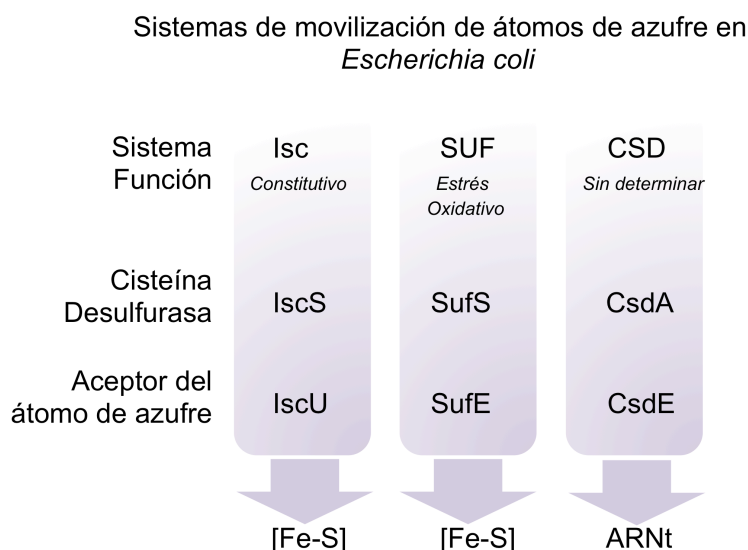 Sistemas de movilización de átomos de azufre en
Escherichia coli
Sistema
Función
Isc
Constitutivo
SUF
Estrés
Oxidativo
CSD
Sin determinar
Cisteína
Desulfurasa
IscS
SufS
CsdA
Aceptor del
átomo de azufre
IscU
SufE
CsdE
[Fe-S]
[Fe-S]
ARNt